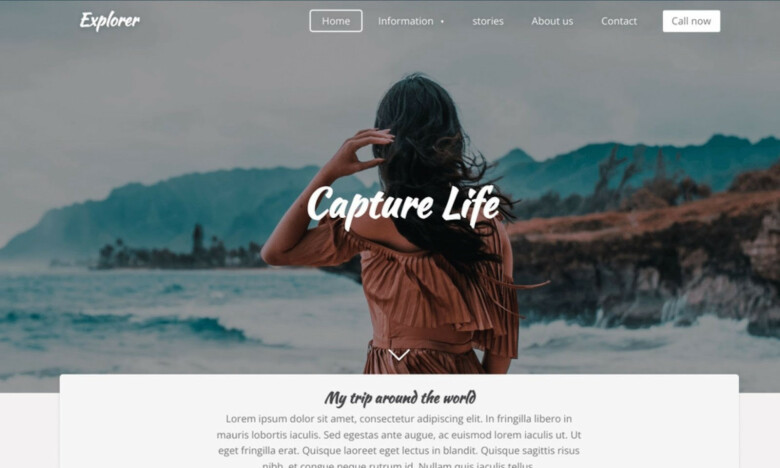 Explorer
Home
Information
stories
About us
Contact
Call now
Capture Life
My trip around the world
Lorem ipsum dolor sit amet, consectetur adipiscing elit. In fringilla libero in
mauris lobortis iaculis. Sed egestas ante augue, ac euismod lorem iaculis ut. Ut
eget fringilla erat. Quisque laoreet eget lectus in blandit. Quisque sagittis risus
nibh, et congue neque rutrum id. Nullam quis iaculis tellus.